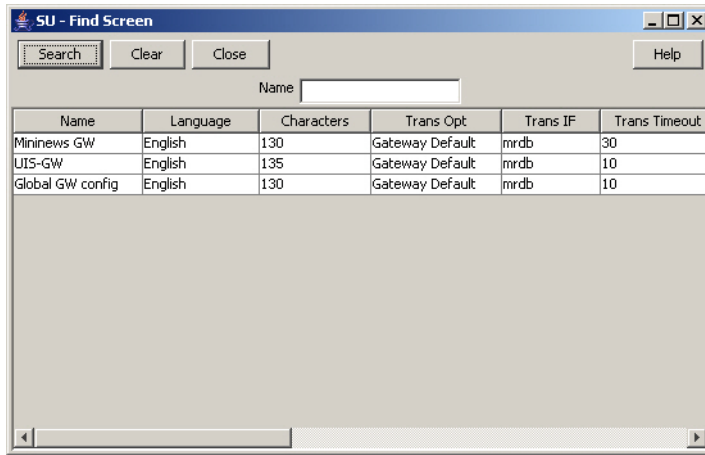 SU - Find Screen
Search Clear Close Help
Name
Name Language Characters Trans Opt Trans IF Trans Timeout
Mininews GW English 130 Gateway Default mrdb 30
UIS-GW English 135 Gateway Default mrdb 10
Global GW config English 130 Gateway Default mrdb 10